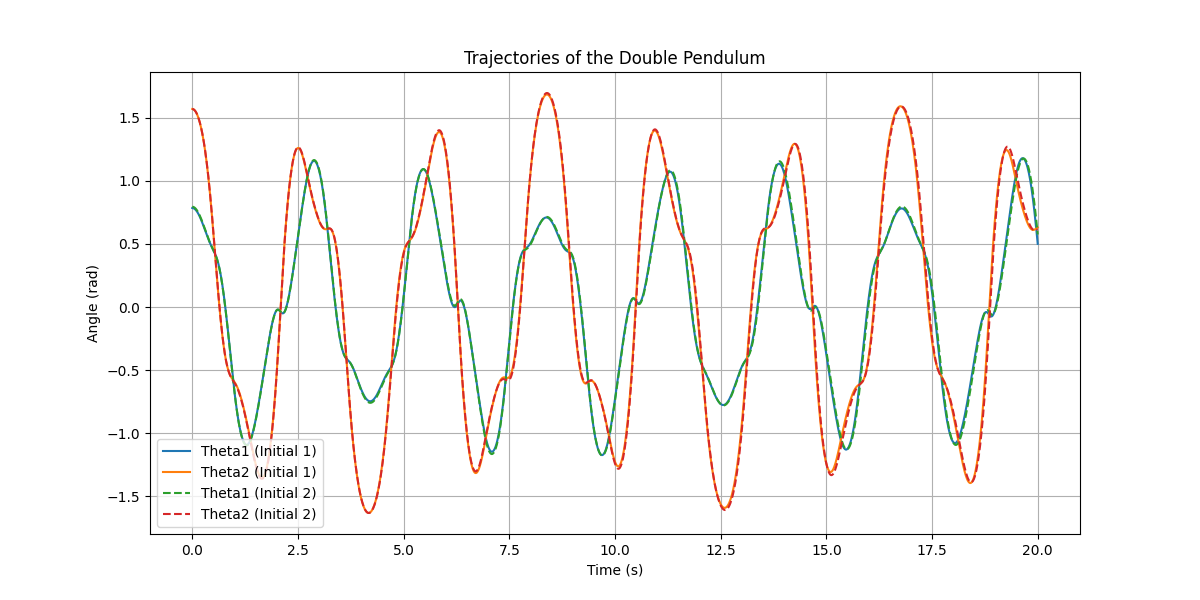 Trajectories of the Double Pendulum
Angle (rad)
1.5
1.0
0.5
0.0
−0.5
−1.0
−1.5
Theta1 (Initial 1)
Theta2 (Initial 1)
Theta1 (Initial 2)
Theta2 (Initial 2)
0.0 2.5 5.0 7.5 10.0 12.5 15.0 17.5 20.0
Time (s)